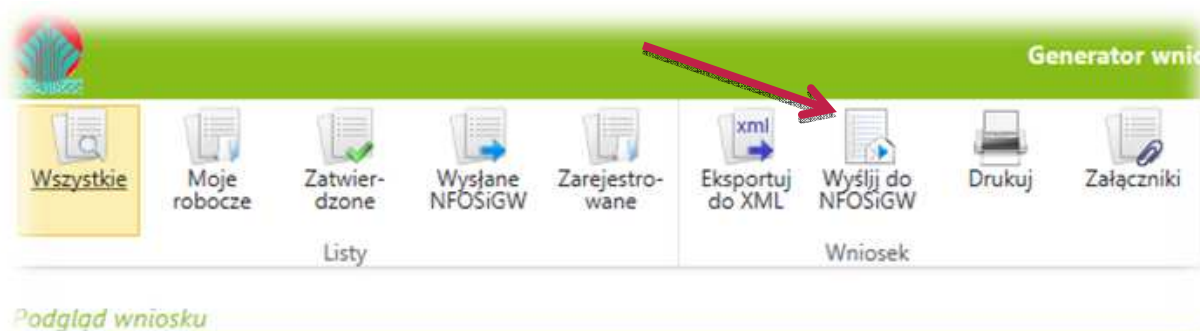 Generator wnio
xml
Wszystkie
Moje
robocze
Zatwier-
dzone
Wysłane
NFOŚiGW
Zarejestro-
wane
Eksportuj
do XML
Wyślij do
NFOŚiGW
Drukuj
Załączniki
Listy
Wniosek
Podgląd wniosku